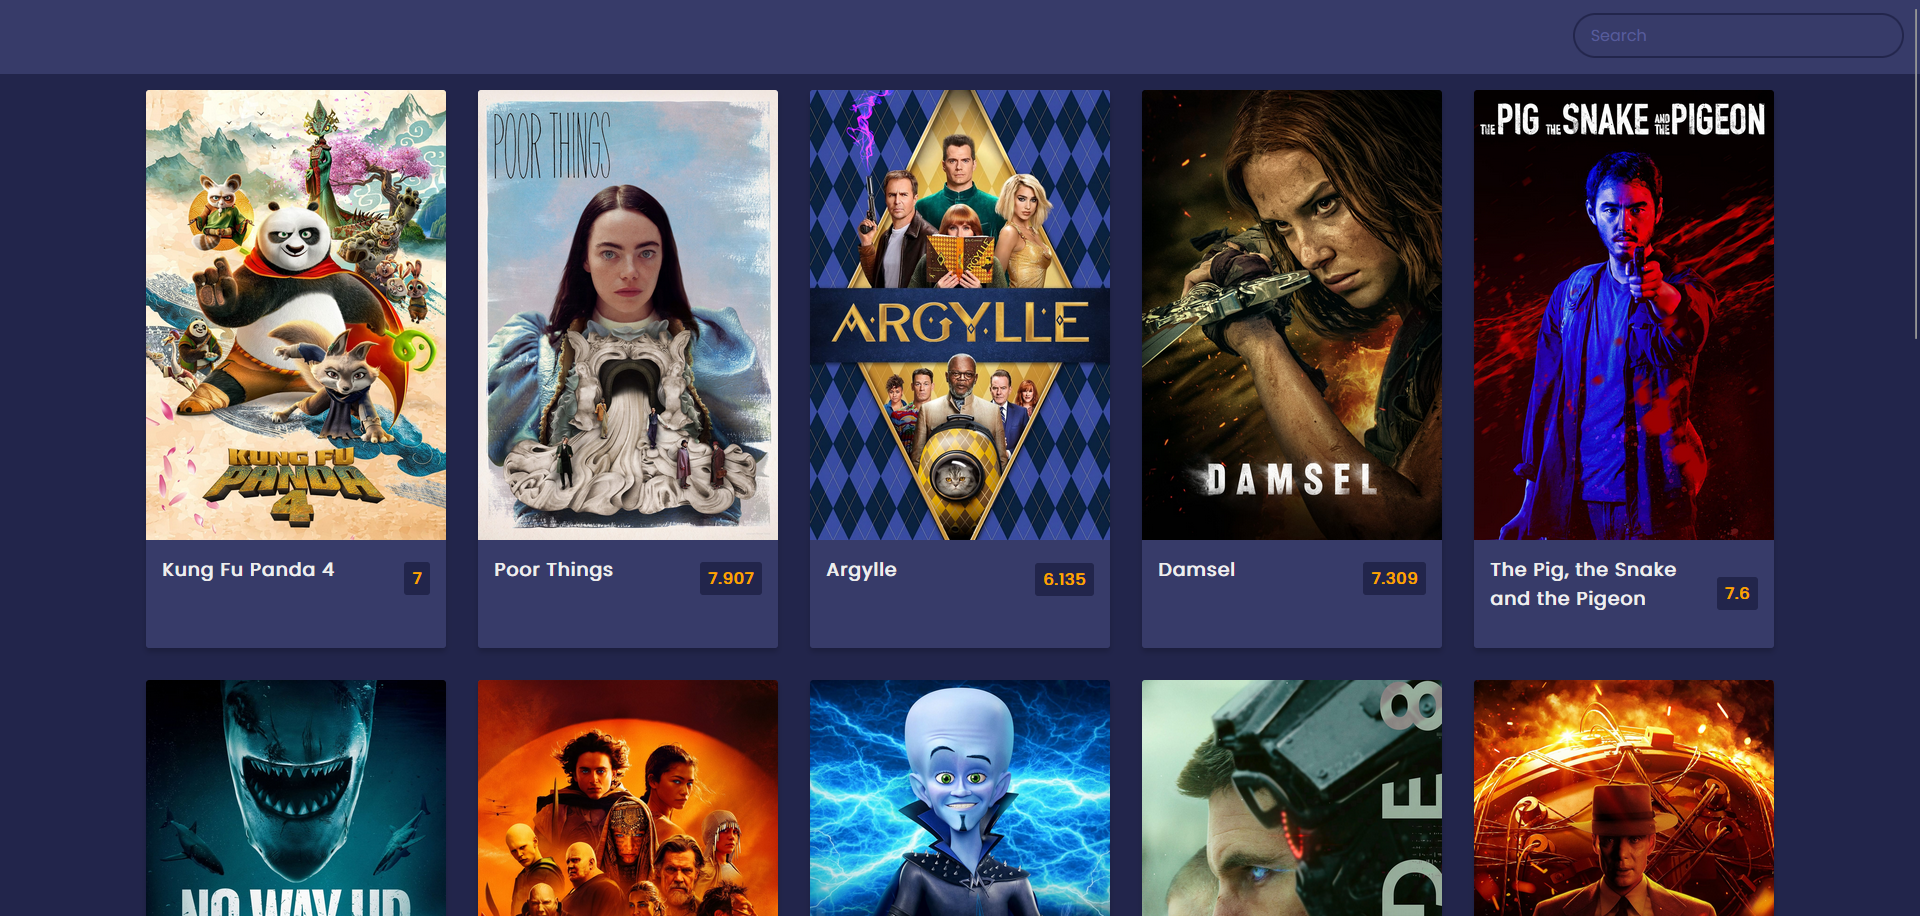 Search
POOR THINGS
ARGYLLE
KUNG FU
PANDA
4
DAMSEL
THE PIG THE SNAKE AND THE PIGEON
Kung Fu Panda 4
7
Poor Things
7.907
Argylle
6.135
Damsel
7.309
The Pig, the Snake
and the Pigeon
7.6
NO WAY UP
DE 8